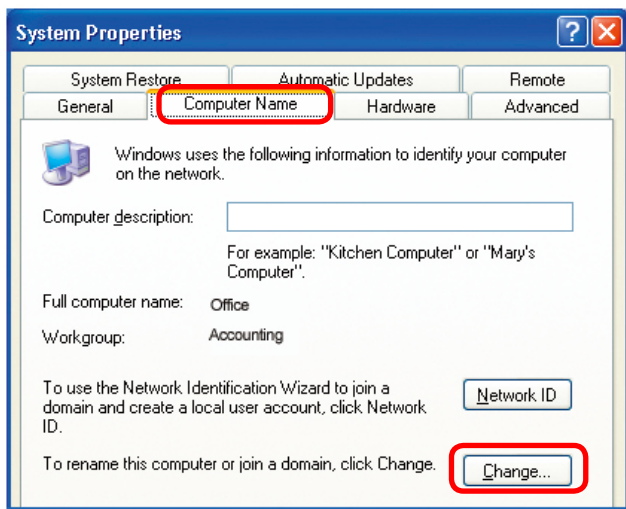 System Properties
System Restore Automatic Updates Remote
General Computer Name Hardware Advanced
Windows uses the following information to identify your computer
on the network.
Computer description:
For example: "Kitchen Computer" or "Mary's
Computer".
Full computer name: Office
Workgroup: Accounting
To use the Network Identification Wizard to join a
domain and create a local user account, click Network
ID.
Network ID
To rename this computer or join a domain, click Change.
Change...